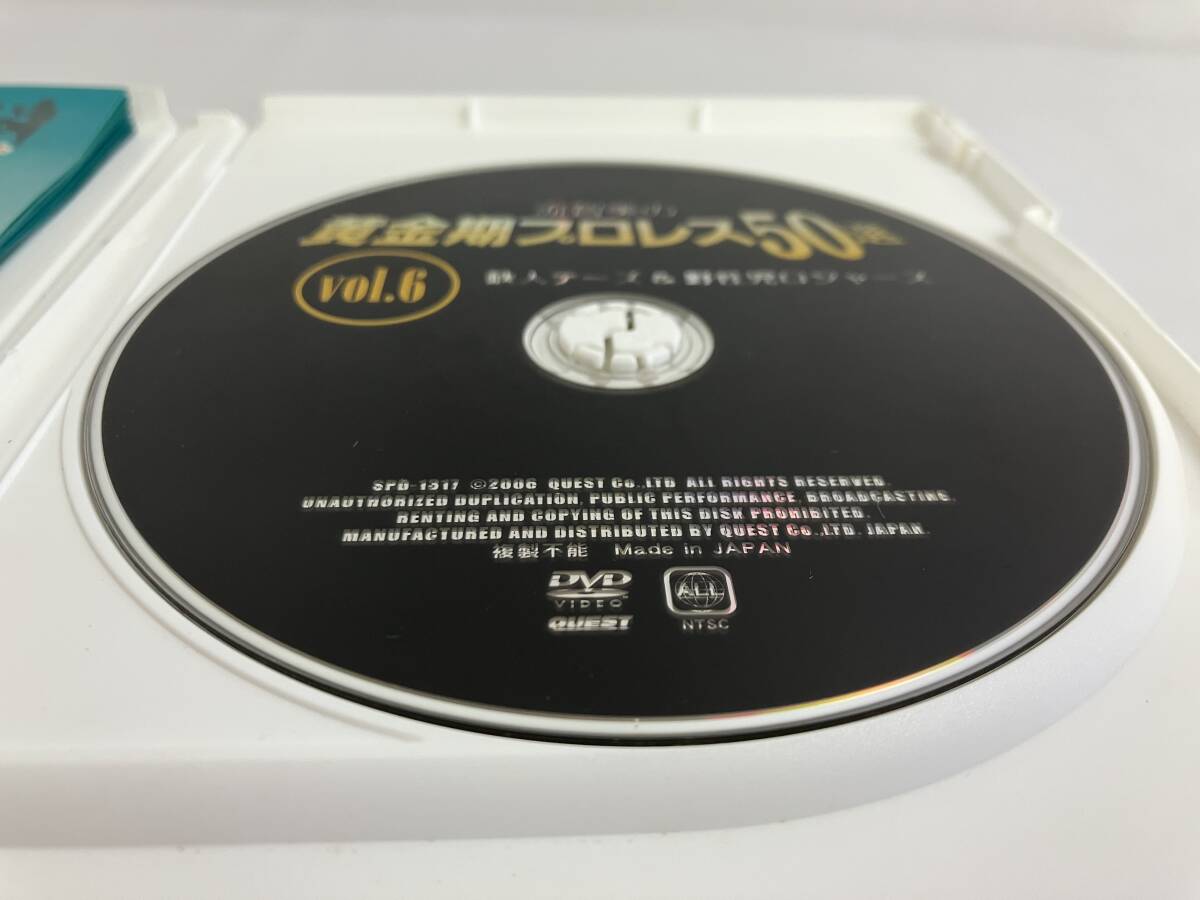 黄金期プロレス50選
vol.6
鉄人テーズ & 野性児ロジャース
SPD-1317 ©2006 QUEST Co.,LTD ALL RIGHTS RESERVED.
UNAUTHORIZED DUPLICATION, PUBLIC PERFORMANCE, BROADCASTING,
RENTING AND COPYING OF THIS DISK PROHIBITED.
MANUFACTURED AND DISTRIBUTED BY QUEST Co.,LTD. JAPAN.
複製不能 Made in JAPAN
DVD
VIDEO
ALL
QUEST
NTSC